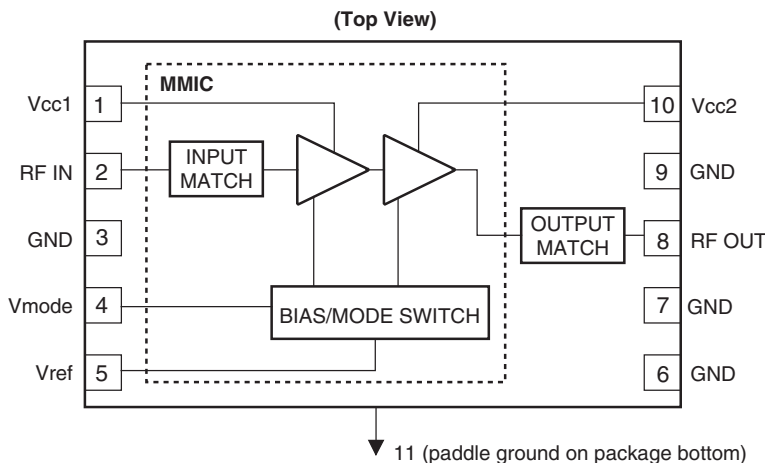 (Top View)
MMIC
Vcc1 1
10 Vcc2
RF IN 2
INPUT
MATCH
9 GND
GND 3
OUTPUT
MATCH
8 RF OUT
Vmode 4
BIAS/MODE SWITCH
7 GND
Vref 5
6 GND
11 (paddle ground on package bottom)